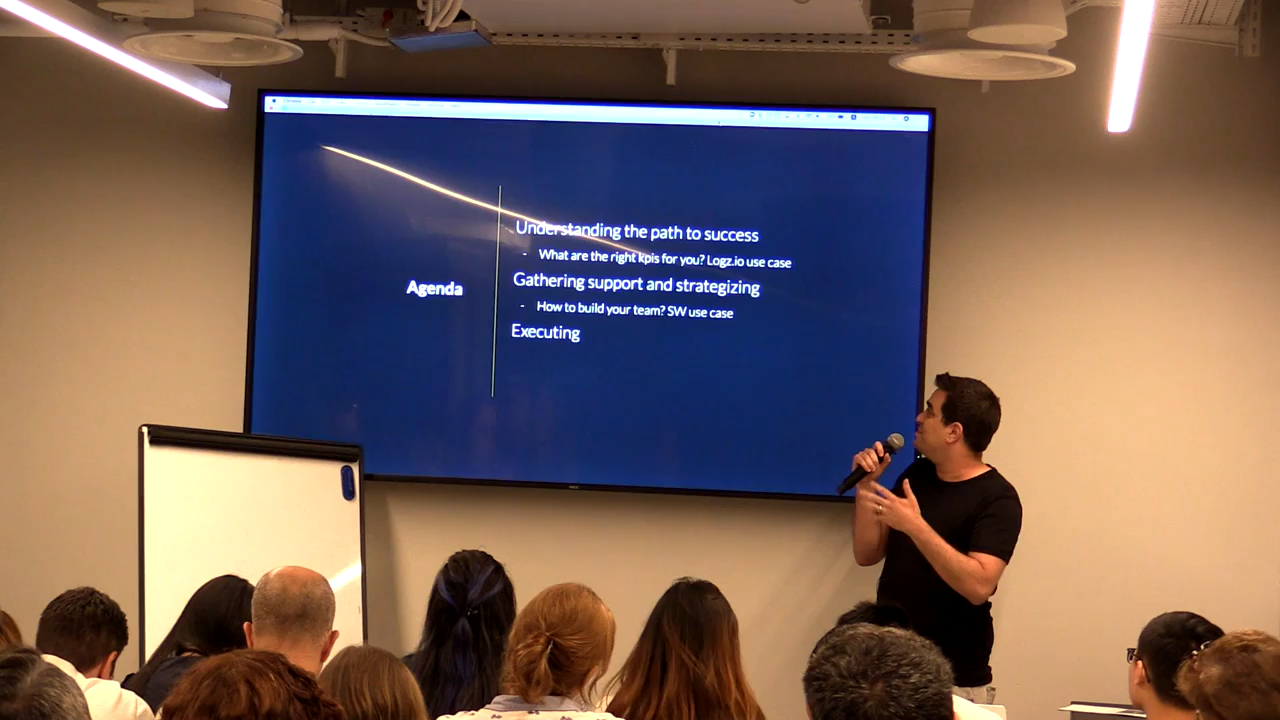 Agenda
Understanding the path to success
- What are the right kpis for you? Logz.io use case
Gathering support and strategizing
- How to build your team? SW use case
Executing